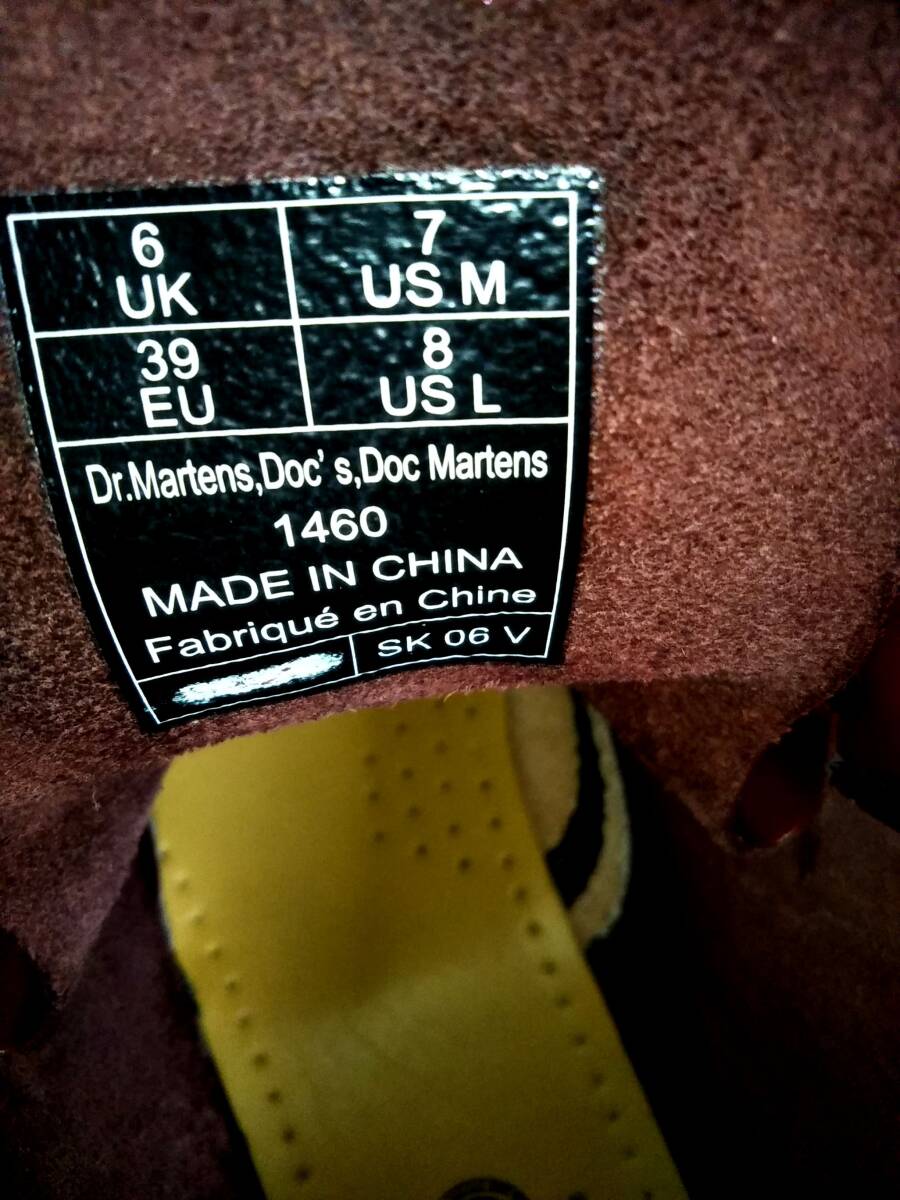 6
UK
7
US M
39
EU
8
US L
Dr.Martens,Doc' s,Doc Martens
1460
MADE IN CHINA
Fabriqué en Chine
SK 06 V